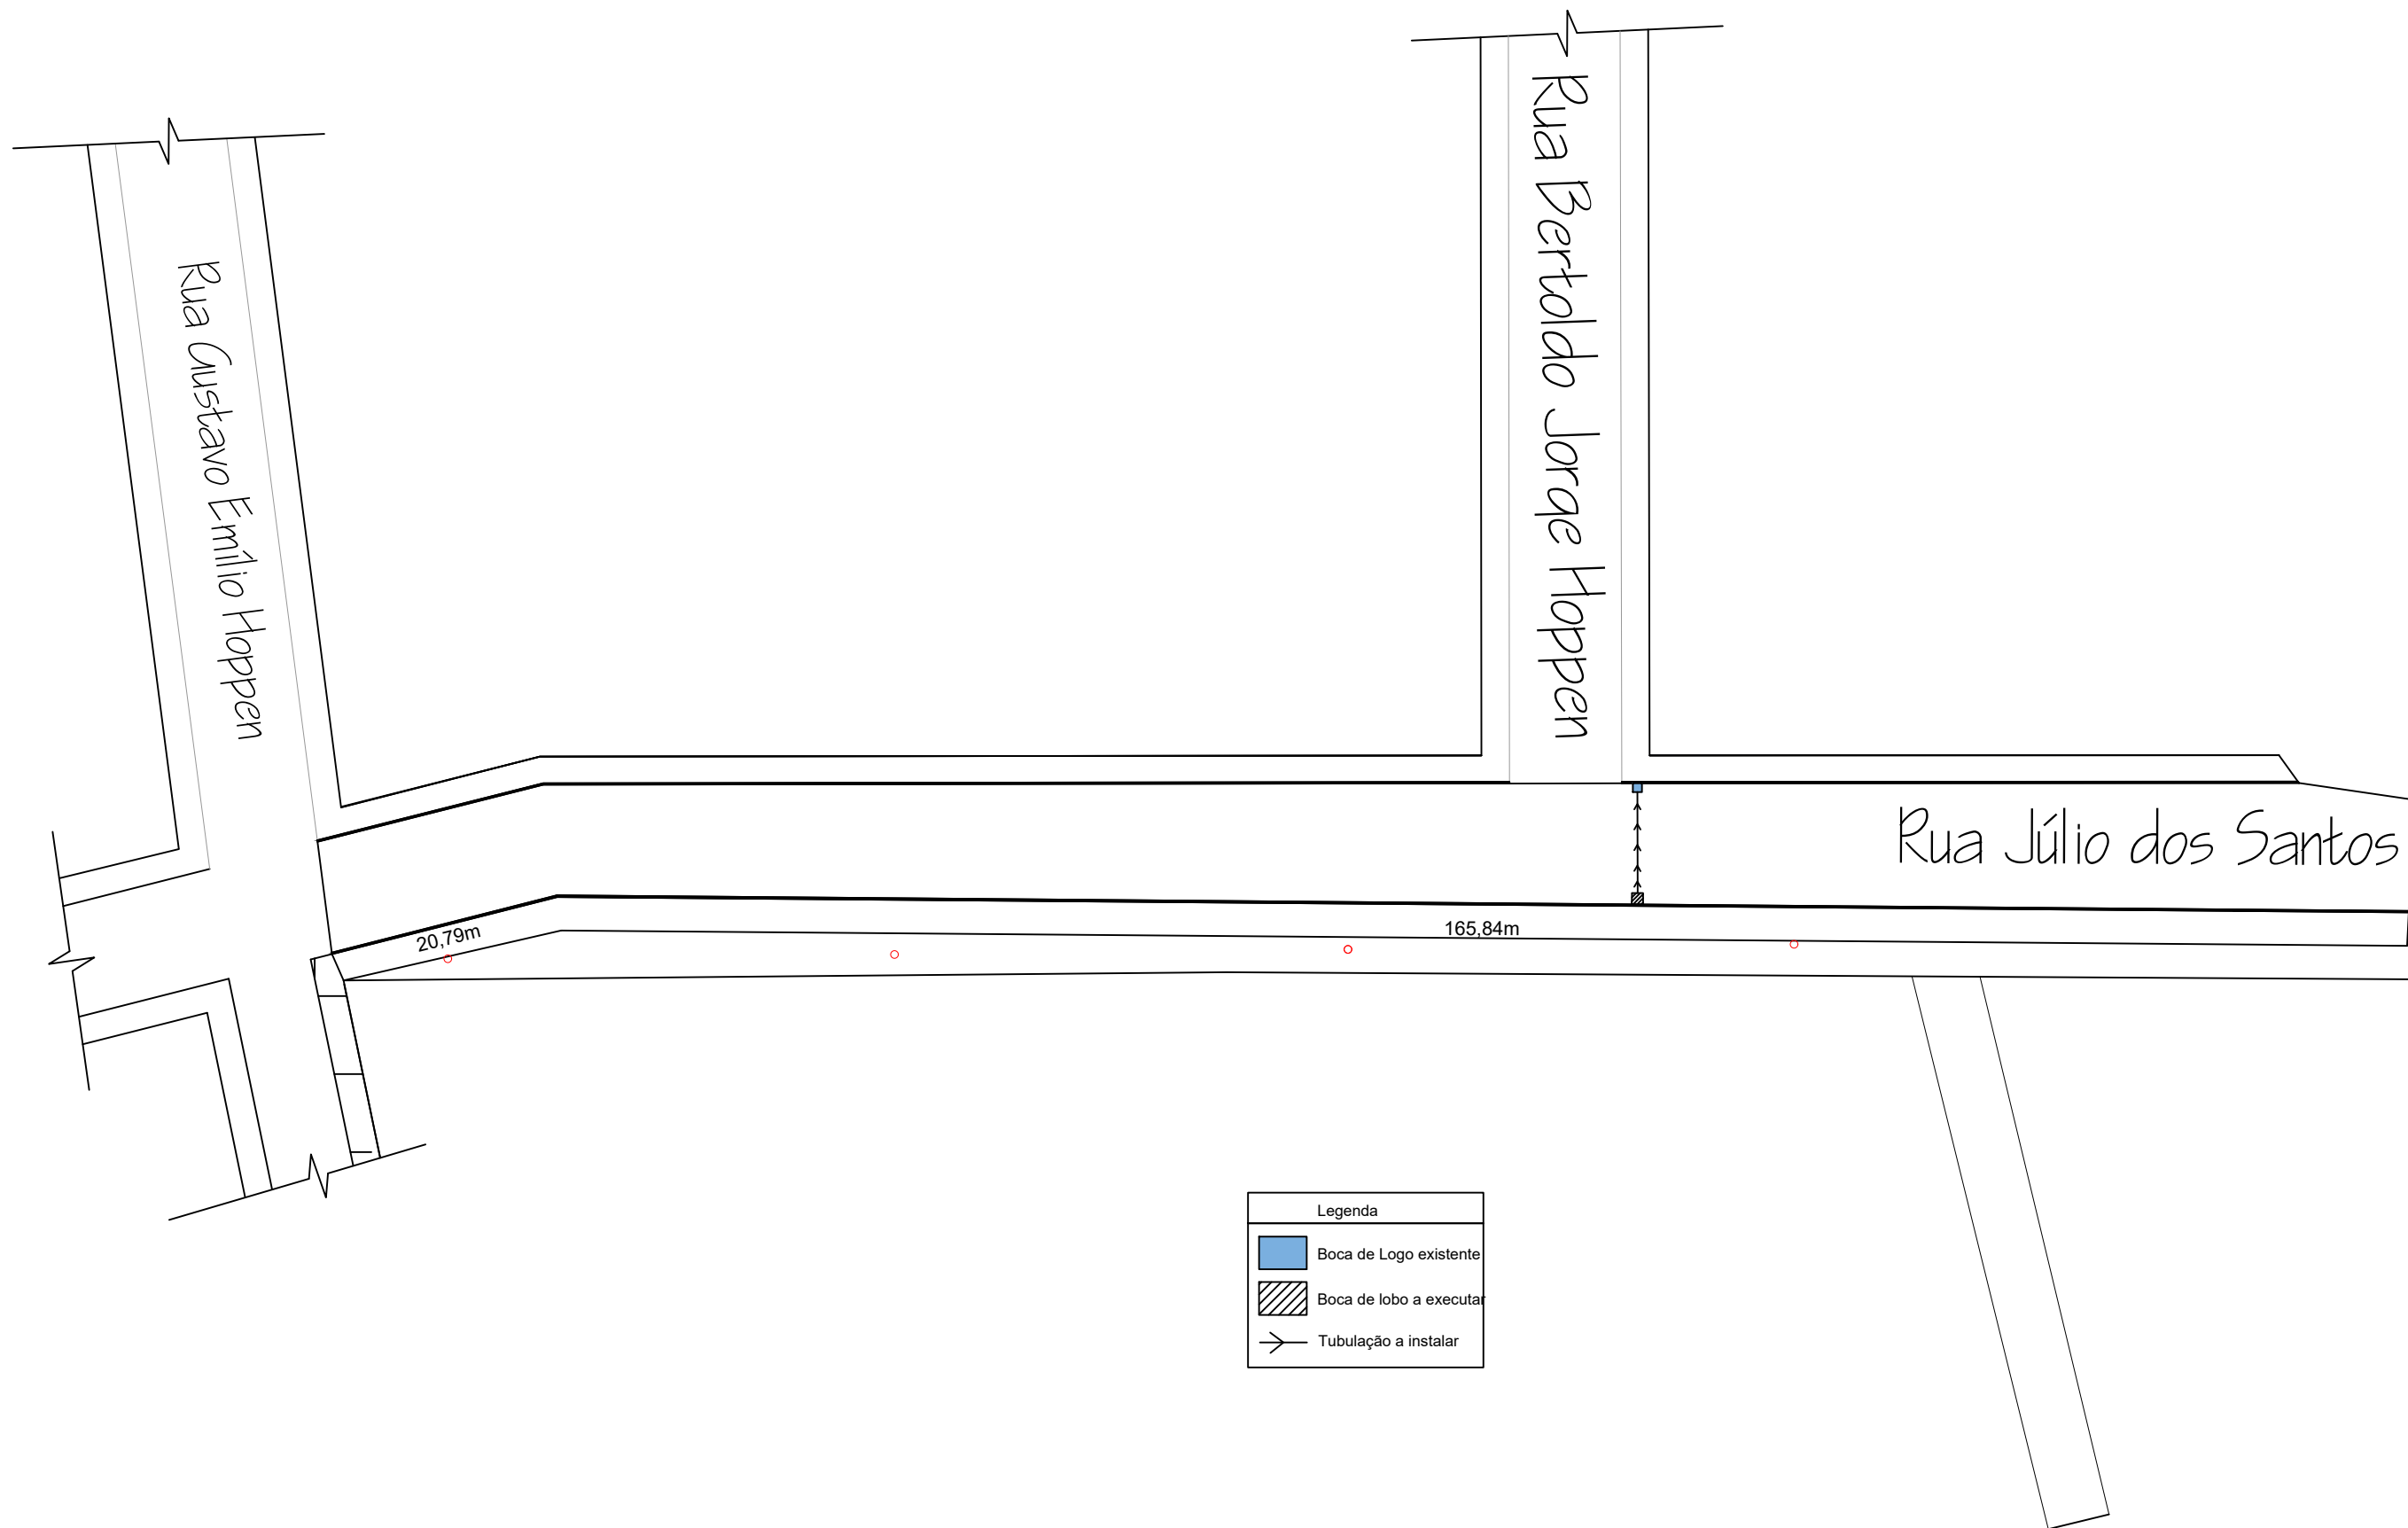 Rua Gustavo Emílio Hoppen
Rua Bertoldo Jorge Hoppen
Rua Júlio dos Santos
20,79m
165,84m
Legenda
Boca de Logo existente
Boca de lobo a executar
Tubulação a instalar